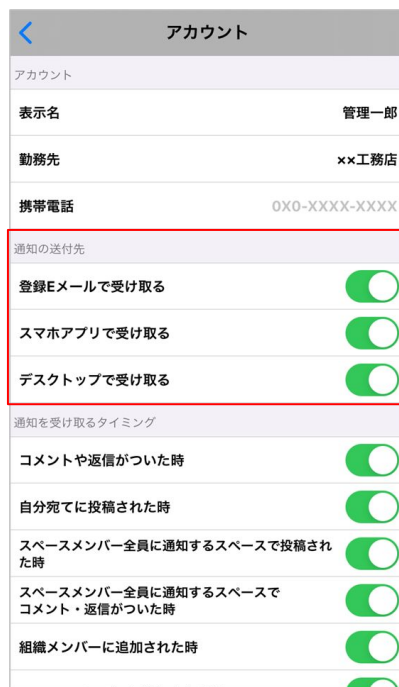 アカウント
アカウント
表示名 管理一郎
勤務先 ××工務店
携帯電話 0X0-XXXX-XXXX
通知の送付先
登録Eメールで受け取る
スマホアプリで受け取る
デスクトップで受け取る
通知を受け取るタイミング
コメントや返信がついた時
自分宛てに投稿された時
スペースメンバー全員に通知するスペースで投稿され
た時
スペースメンバー全員に通知するスペースで
コメント・返信がついた時
組織メンバーに追加された時